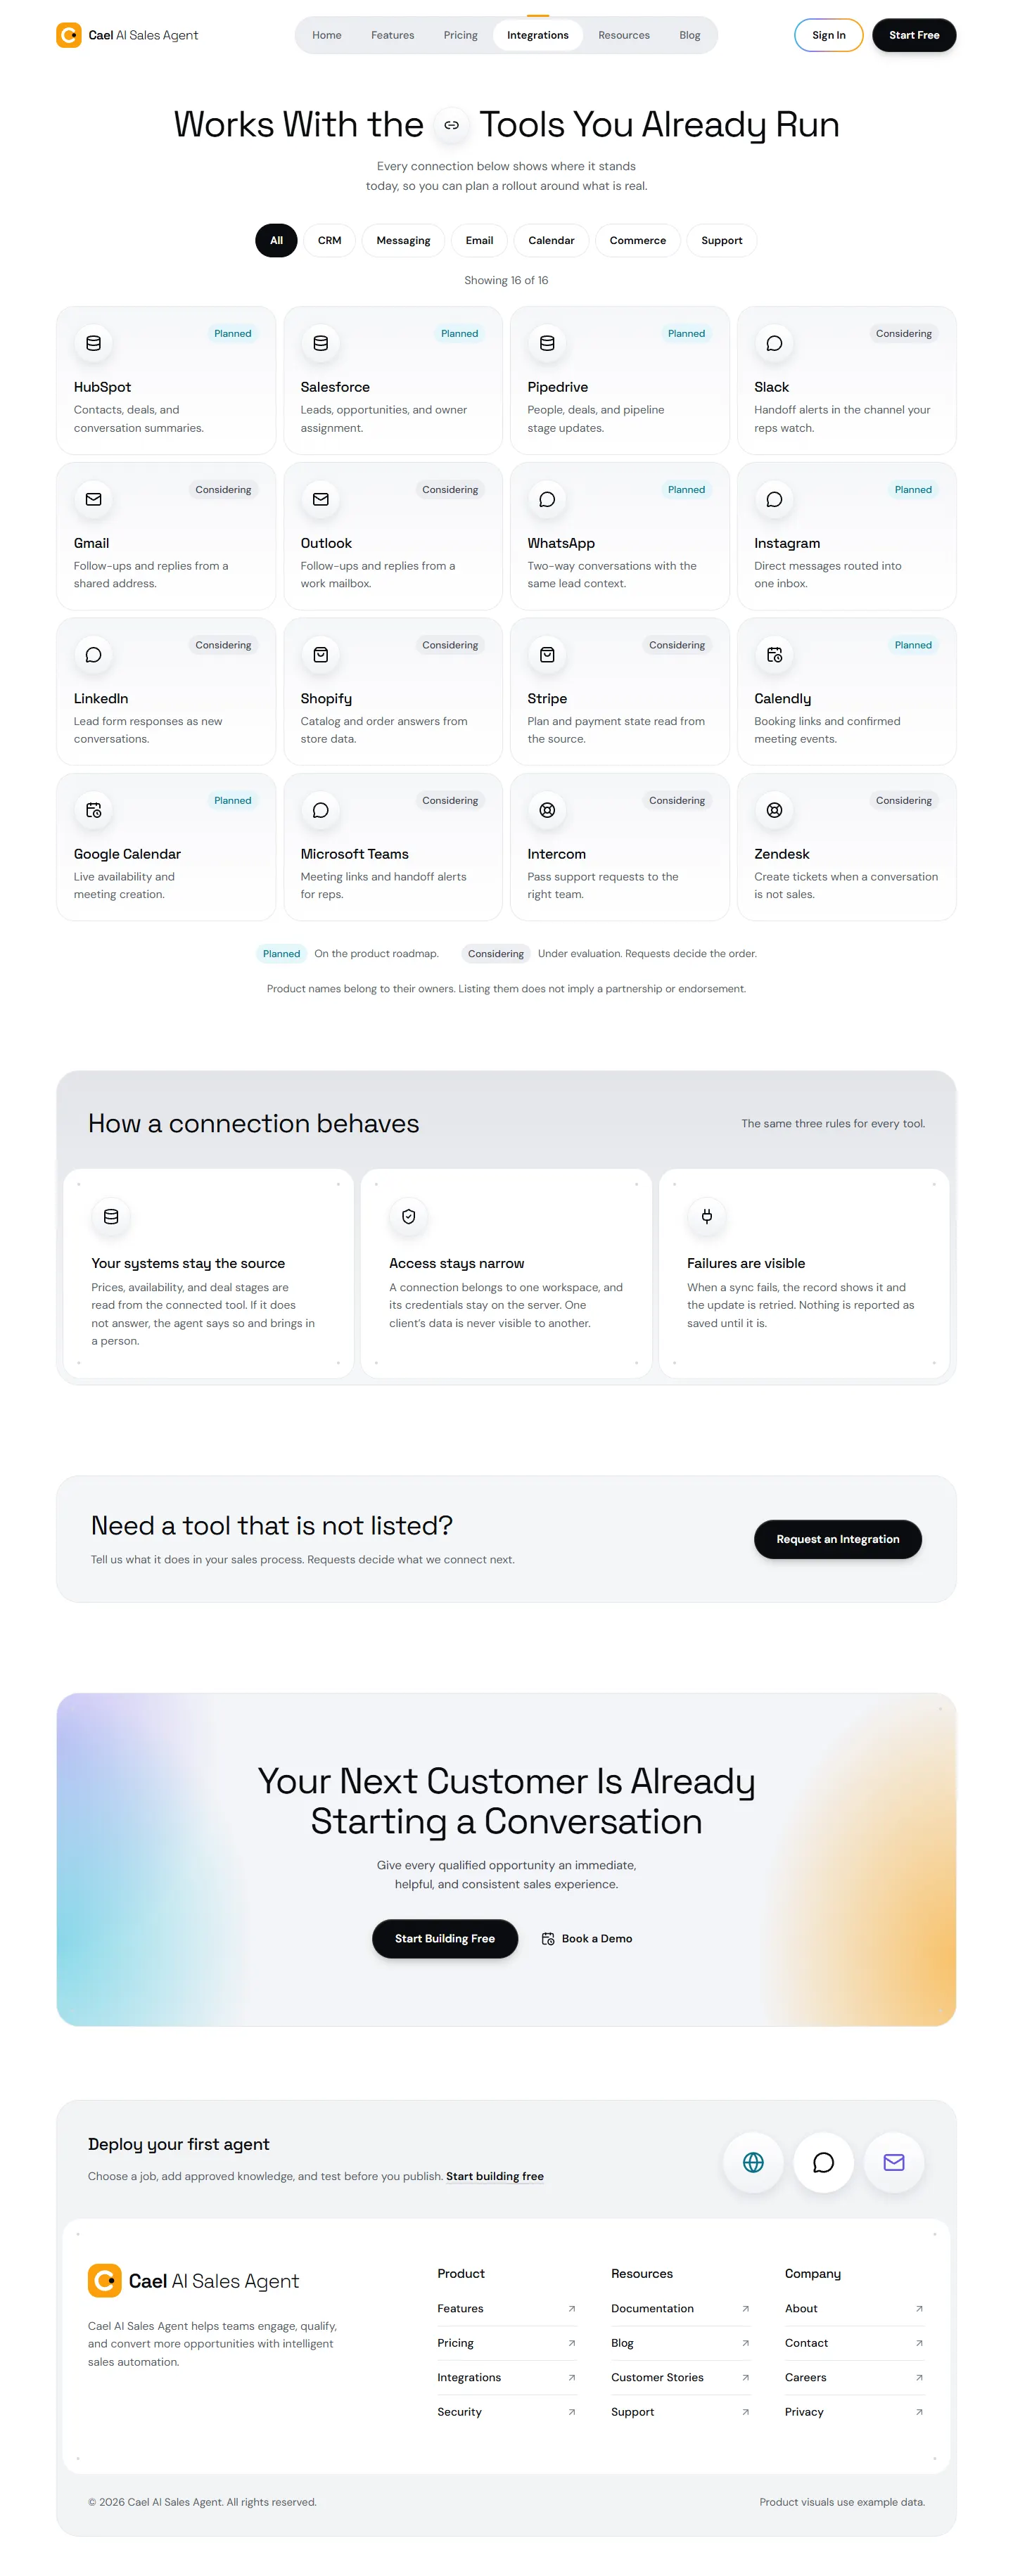 Cael AI Sales Agent
Home
Features
Pricing
Integrations
Resources
Blog
Sign In
Start Free
Works With the Tools You Already Run
Every connection below shows where it stands
today, so you can plan a rollout around what is real.
All
CRM
Messaging
Email
Calendar
Commerce
Support
Showing 16 of 16
Planned
HubSpot
Contacts, deals, and
conversation summaries.
Planned
Salesforce
Leads, opportunities, and owner
assignment.
Planned
Pipedrive
People, deals, and pipeline
stage updates.
Considering
Slack
Handoff alerts in the channel your
reps watch.
Considering
Gmail
Follow-ups and replies from a
shared address.
Considering
Outlook
Follow-ups and replies from a
work mailbox.
Planned
WhatsApp
Two-way conversations with the
same lead context.
Planned
Instagram
Direct messages routed into
one inbox.
Considering
LinkedIn
Lead form responses as new
conversations.
Considering
Shopify
Catalog and order answers from
store data.
Considering
Stripe
Plan and payment state read from
the source.
Planned
Calendly
Booking links and confirmed
meeting events.
Planned
Google Calendar
Live availability and
meeting creation.
Considering
Microsoft Teams
Meeting links and handoff alerts
for reps.
Considering
Intercom
Pass support requests to the
right team.
Considering
Zendesk
Create tickets when a conversation
is not sales.
Planned On the product roadmap.
Considering Under evaluation. Requests decide the order.
Product names belong to their owners. Listing them does not imply a partnership or endorsement.
How a connection behaves
The same three rules for every tool.
Your systems stay the source
Prices, availability, and deal stages are
read from the connected tool. If it does
not answer, the agent says so and brings in
a person.
Access stays narrow
A connection belongs to one workspace, and
its credentials stay on the server. One
client's data is never visible to another.
Failures are visible
When a sync fails, the record shows it and
the update is retried. Nothing is reported as
saved until it is.
Need a tool that is not listed?
Tell us what it does in your sales process. Requests decide what we connect next.
Request an Integration
Your Next Customer Is Already
Starting a Conversation
Give every qualified opportunity an immediate,
helpful, and consistent sales experience.
Start Building Free
Book a Demo
Deploy your first agent
Choose a job, add approved knowledge, and test before you publish. Start building free
Cael AI Sales Agent
Cael AI Sales Agent helps teams engage, qualify,
and convert more opportunities with intelligent
sales automation.
Product
Features
Pricing
Integrations
Security
Resources
Documentation
Blog
Customer Stories
Support
Company
About
Contact
Careers
Privacy
© 2026 Cael AI Sales Agent. All rights reserved.
Product visuals use example data.